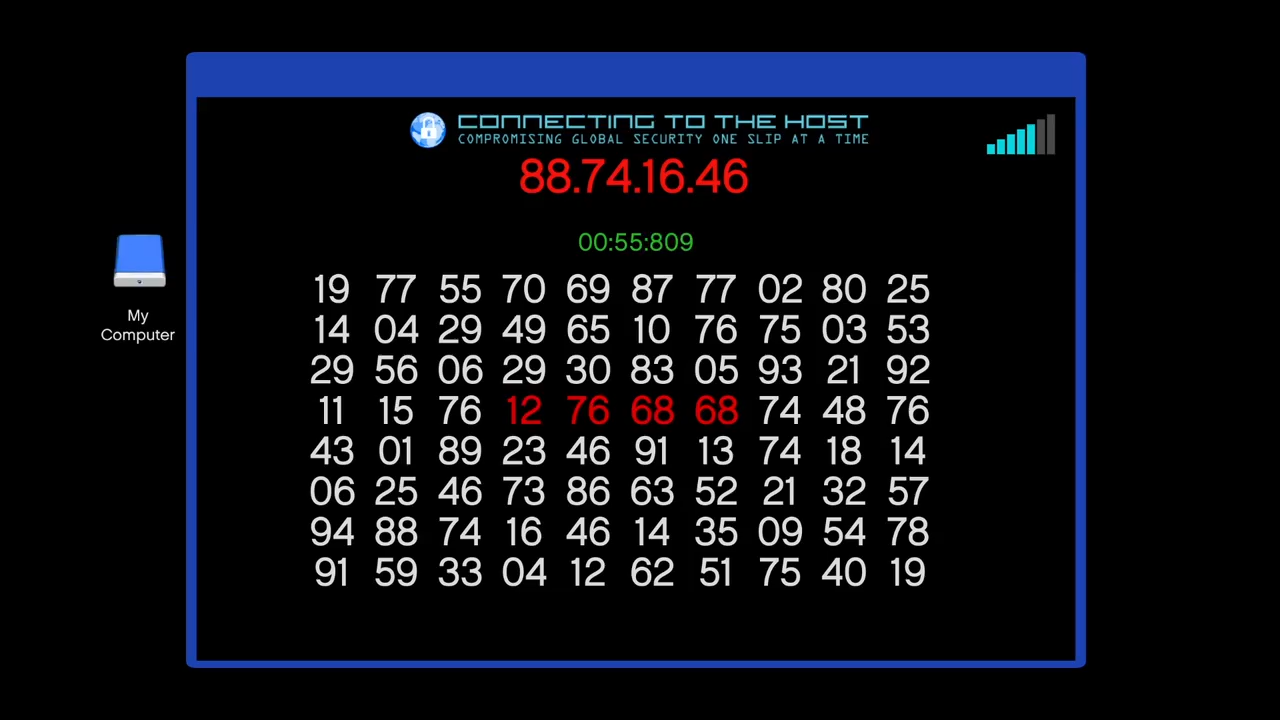 CONNECTING TO THE HOST
COMPROMISING GLOBAL SECURITY ONE SLIP AT A TIME
88.74.16.46
00:55:809
19 77 55 70 69 87 77 02 80 25
14 04 29 49 65 10 76 75 03 53
29 56 06 29 30 83 05 93 21 92
11 15 76 12 76 68 68 74 48 76
43 01 89 23 46 91 13 74 18 14
06 25 46 73 86 63 52 21 32 57
94 88 74 16 46 14 35 09 54 78
91 59 33 04 12 62 51 75 40 19
My
Computer